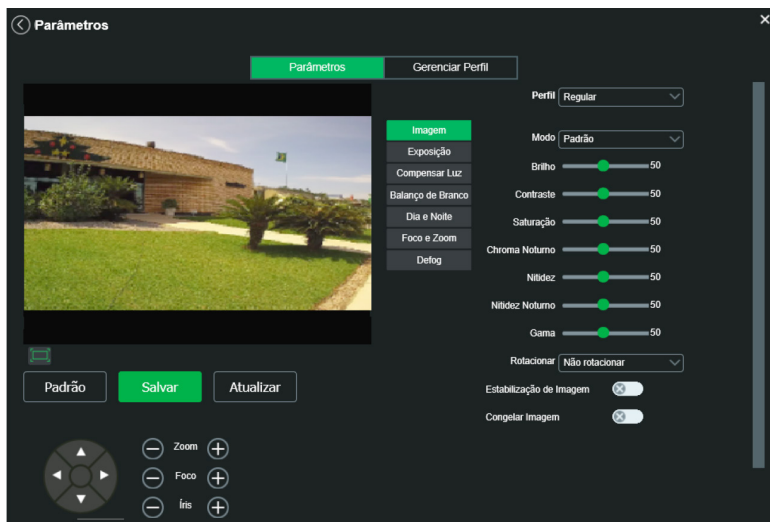 Parâmetros
Parâmetros
Gerenciar Perfil
Perfil Regular
Imagem
Exposição
Compensar Luz
Balanço de Branco
Dia e Noite
Foco e Zoom
Defog
Modo Padrão
Brilho 50
Contraste 50
Saturação 50
Chroma Noturno 50
Nitidez 50
Nitidez Noturno 50
Gama 50
Rotacionar Não rotacionar
Estabilização de Imagem
Congelar Imagem
Padrão
Salvar
Atualizar
Zoom
Foco
Íris